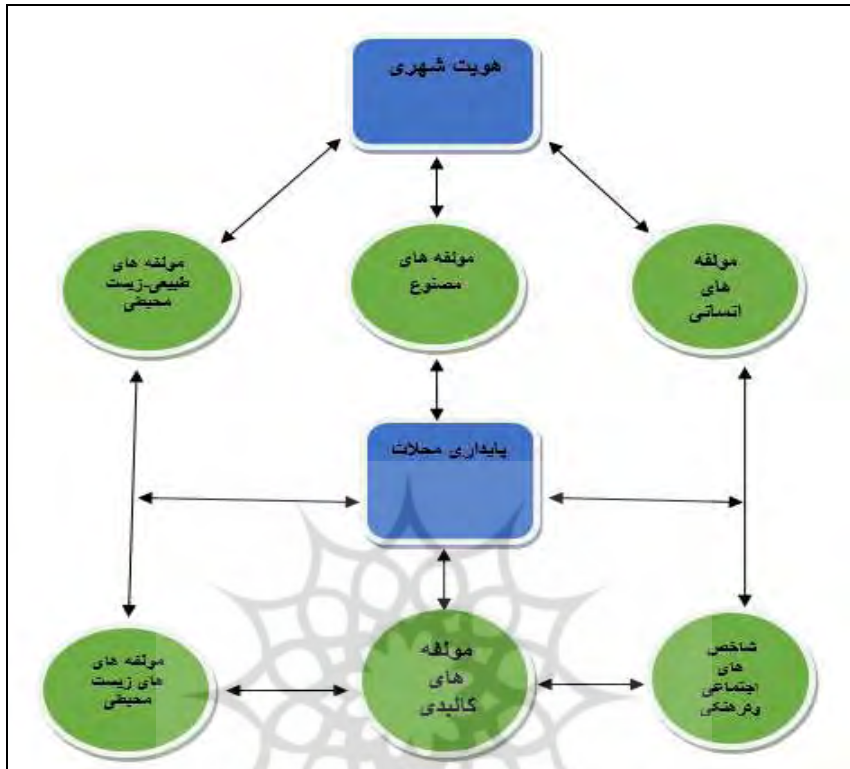 هویت شهری
مولفه
های
انسانی
مولفه های
مصنوع
مولفه های
طبیعی-زیست
محیطی
پایداری محلات
شاخص
های
اجتماعی
وفرهنگی
مولفه
های
کالبدی
مولفه های
های زیست
محیطی